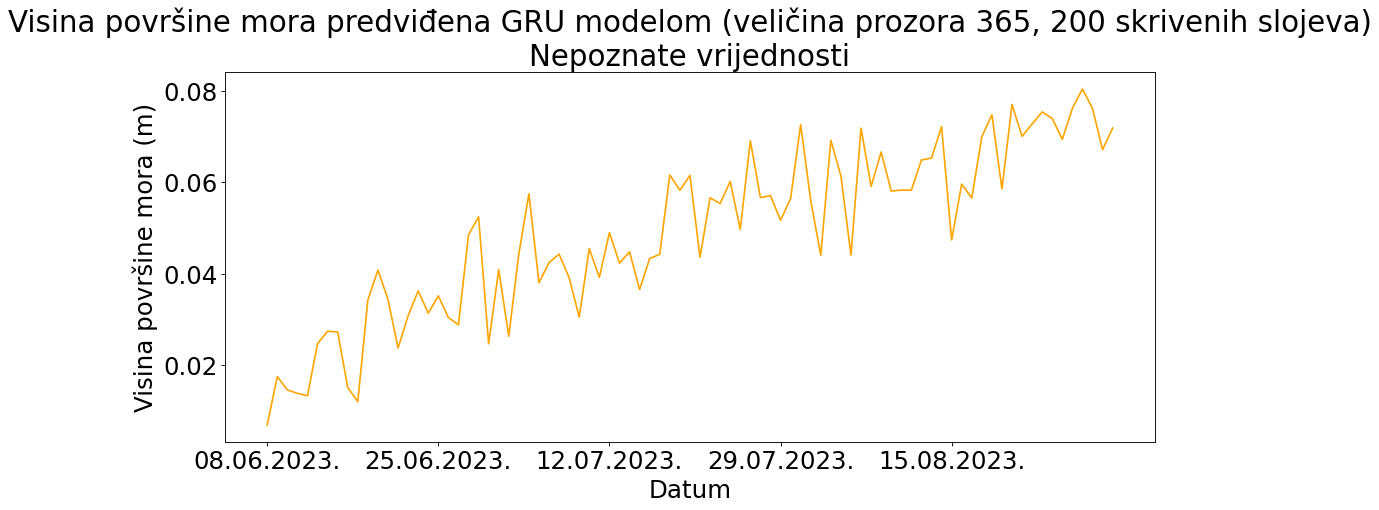 Visina površine mora predviđena GRU modelom (veličina prozora 365, 200 skrivenih slojeva)
Nepoznate vrijednosti
Visina površine mora (m)
0.08
0.06
0.04
0.02
08.06.2023. 25.06.2023. 12.07.2023. 29.07.2023. 15.08.2023.
Datum